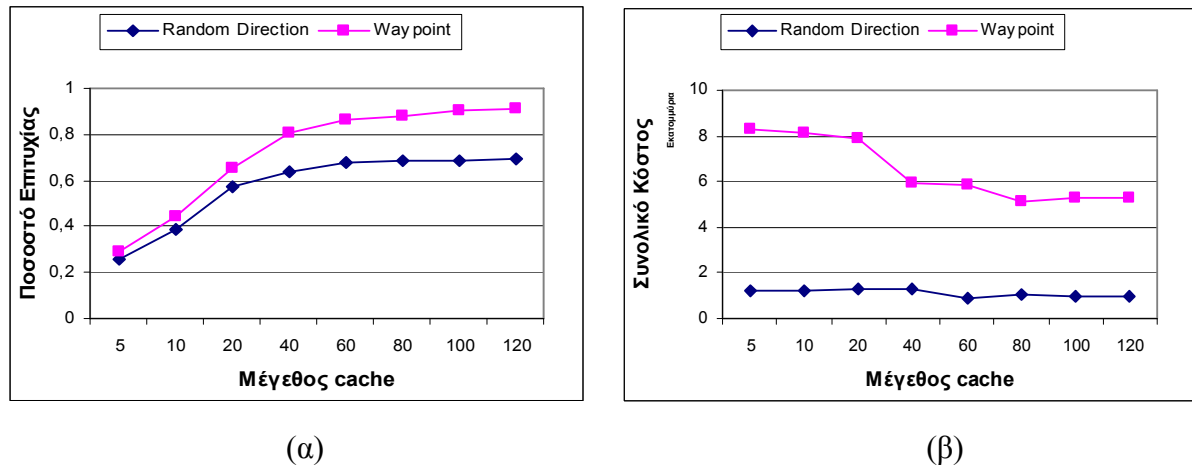 Random Direction
Way point
Ποσοστό Επιτυχίας
1
0,8
0,6
0,4
0,2
0
5 10 20 40 60 80 100 120
Μέγεθος cache
(α)
Random Direction
Way point
Συνολικό Κόστος
Εκατομμύρια
10
8
6
4
2
0
5 10 20 40 60 80 100 120
Μέγεθος cache
(β)